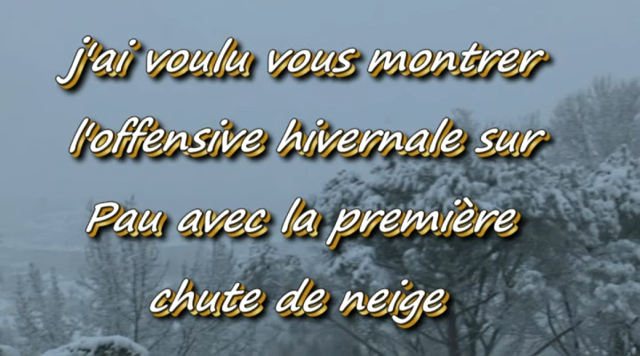 j'ai voulu vous montrer
l'offensive hivernale sur
Pau avec la première
chute de neige